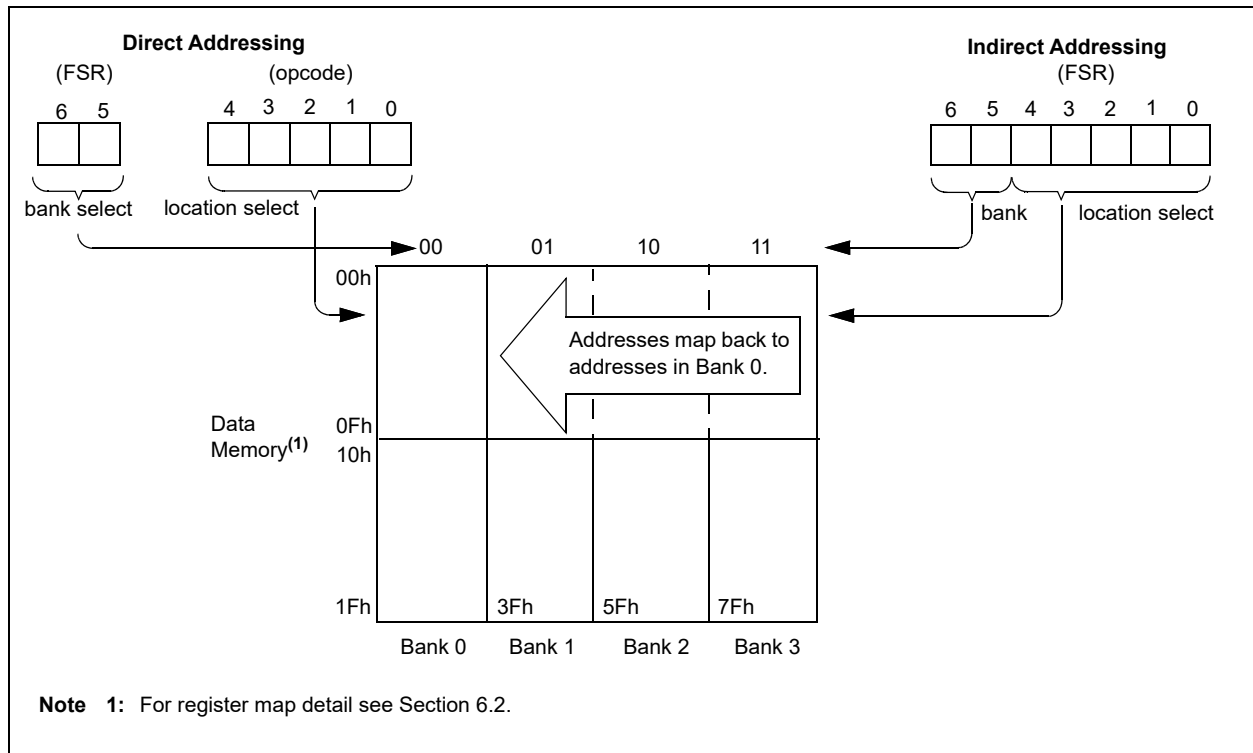 Direct Addressing
(FSR) (opcode)
6 5 4 3 2 1 0
bank select location select
Indirect Addressing
(FSR)
6 5 4 3 2 1 0
bank location select
00 01 10 11
00h
Addresses map back to
addresses in Bank 0.
0Fh
Data
Memory(1)
10h
1Fh 3Fh 5Fh 7Fh
Bank 0 Bank 1 Bank 2 Bank 3
Note 1: For register map detail see Section 6.2.